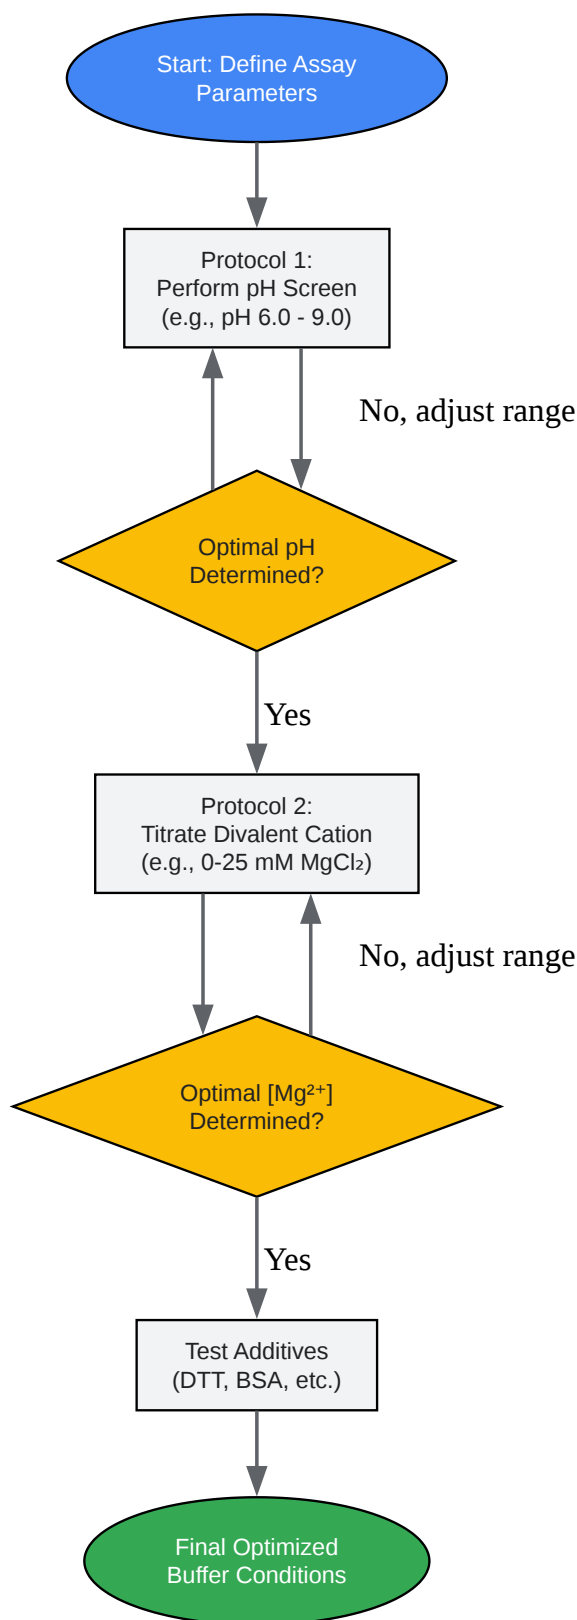 Start: Define Assay
Parameters
Protocol 1:
Perform pH Screen
(e.g., pH 6.0 - 9.0)
No, adjust range
Optimal pH
Determined?
Yes
Protocol 2:
Titrate Divalent Cation
(e.g., 0-25 mM MgCl₂)
No, adjust range
Optimal [Mg²⁺]
Determined?
Yes
Test Additives
(DTT, BSA, etc.)
Final Optimized
Buffer Conditions